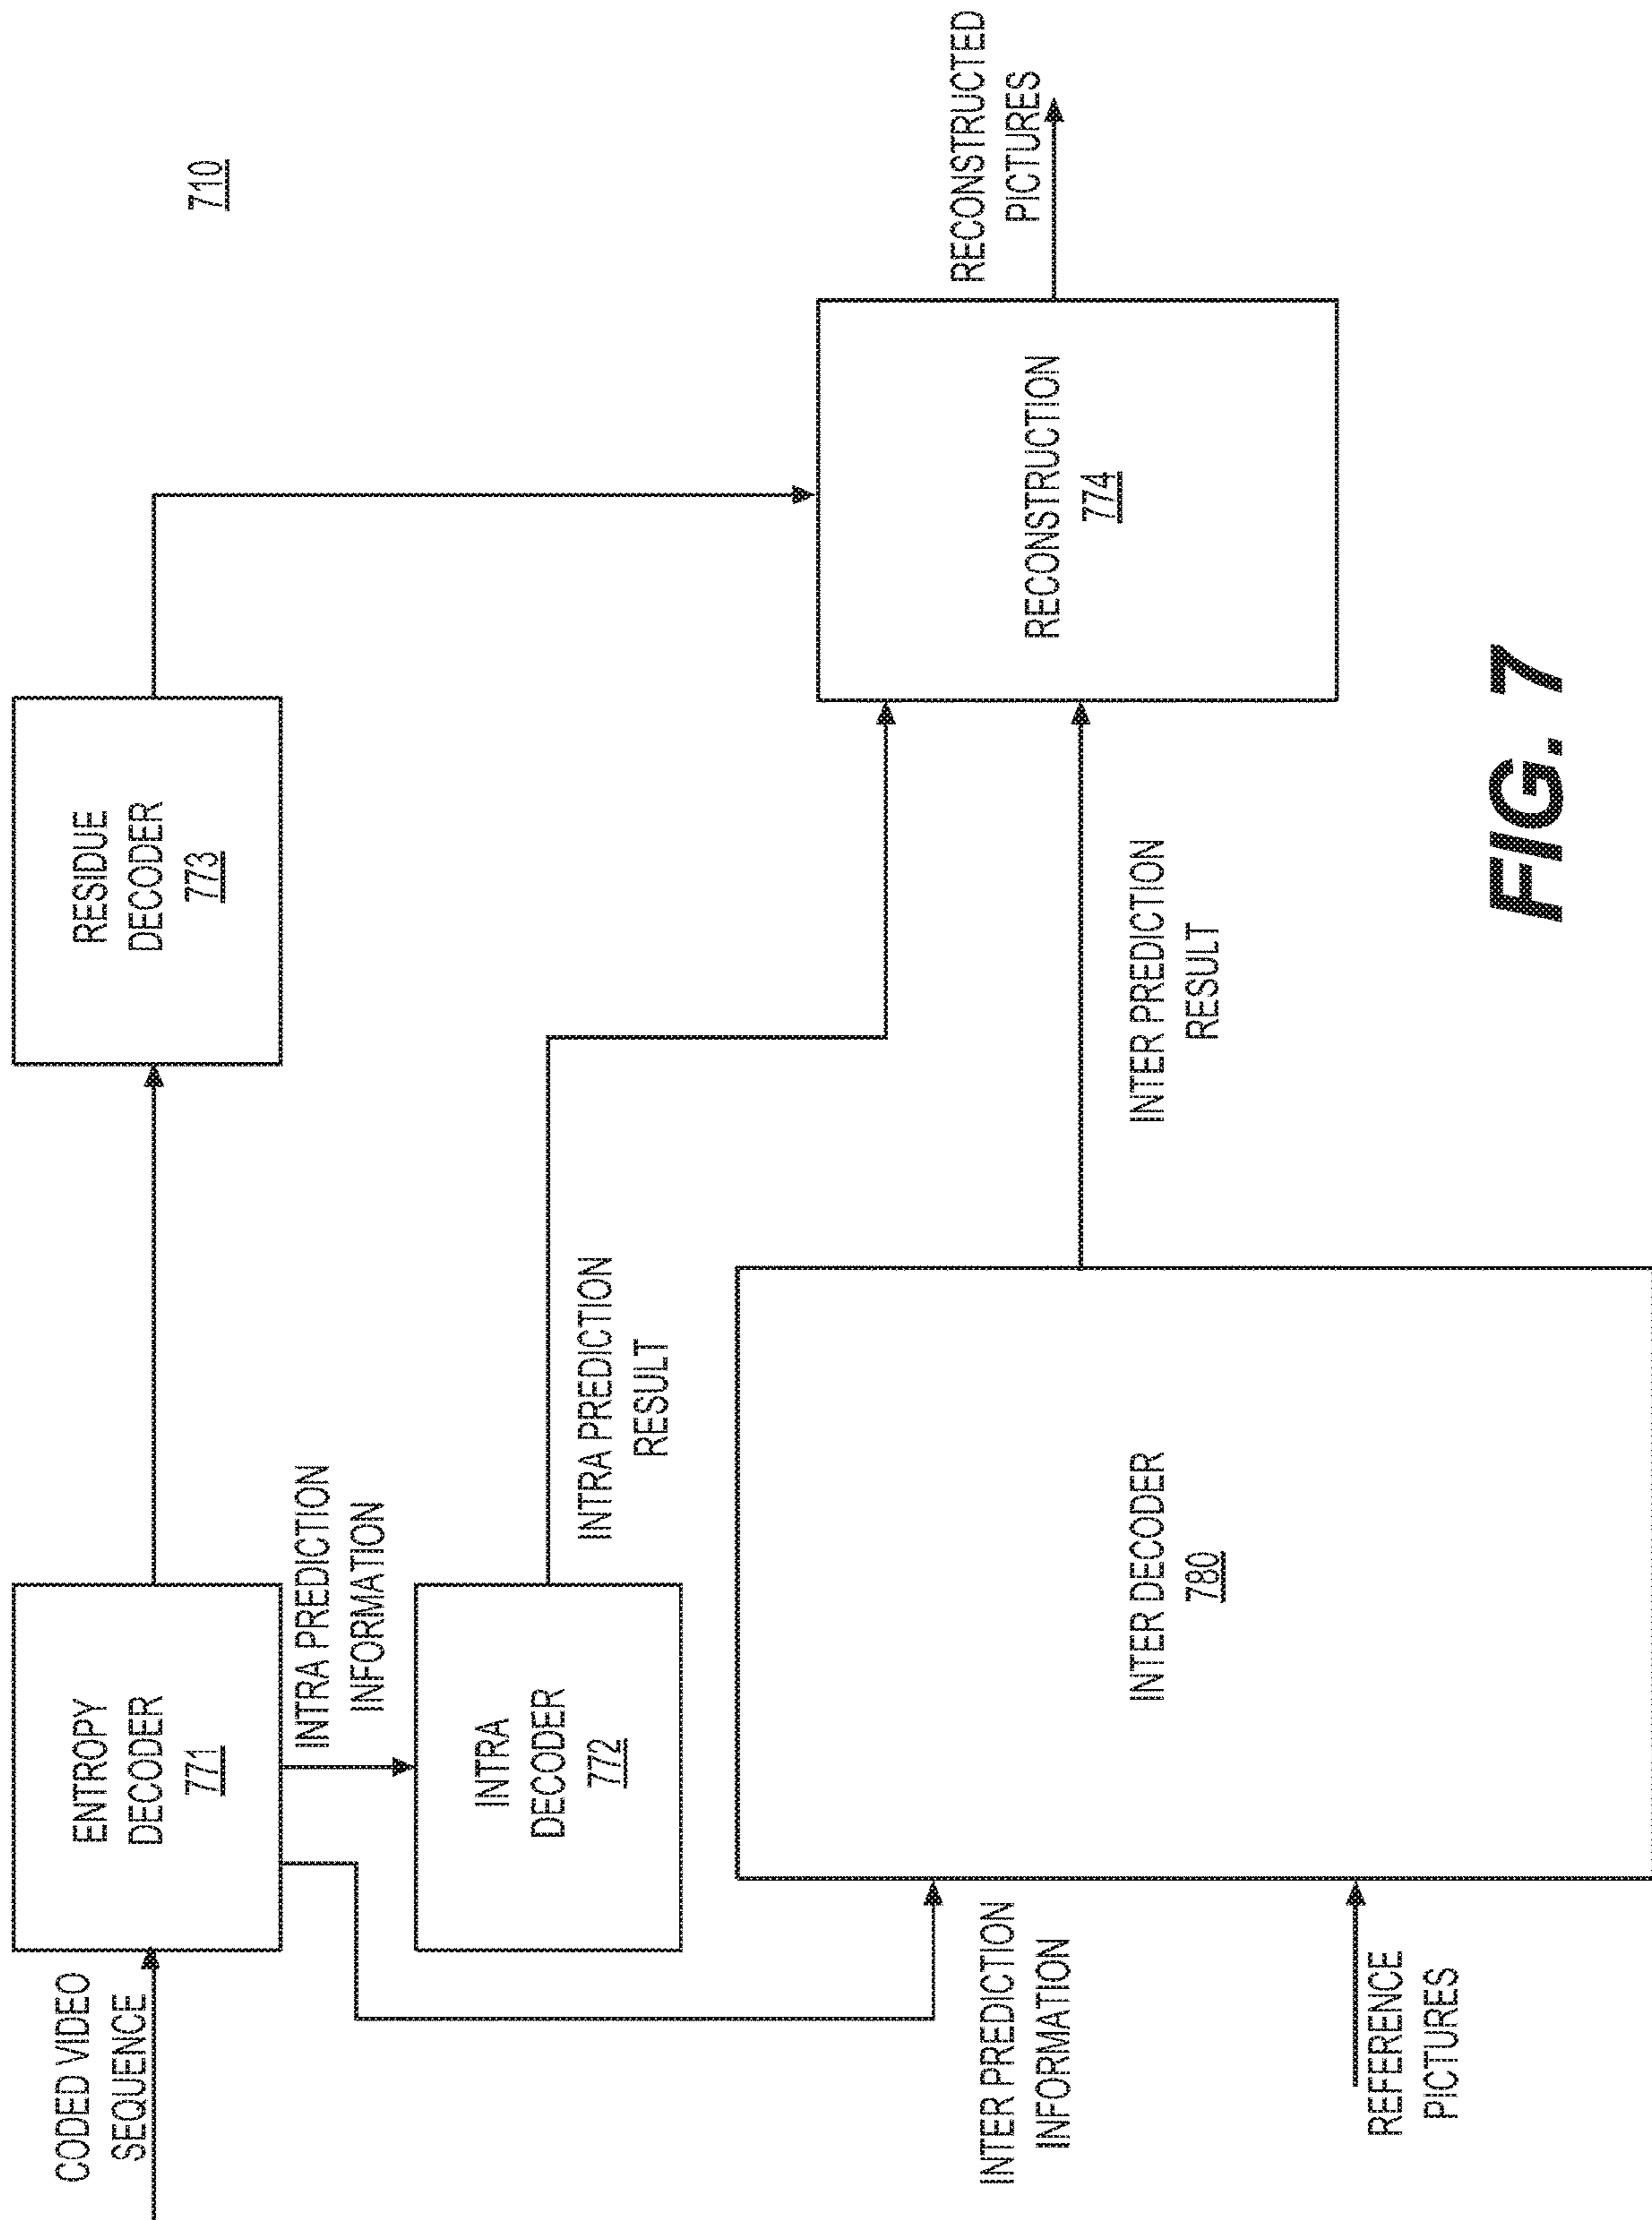 710
CODED VIDEO
SEQUENCE
ENTROPY
DECODER
771
RESIDUE
DECODER
773
INTRA PREDICTION
INFORMATION
INTRA
DECODER
772
INTRA PREDICTION
RESULT
RECONSTRUCTED
PICTURES
RECONSTRUCTION
774
INTER PREDICTION
INFORMATION
INTER DECODER
780
INTER PREDICTION
RESULT
REFERENCE
PICTURES
FIG. 7